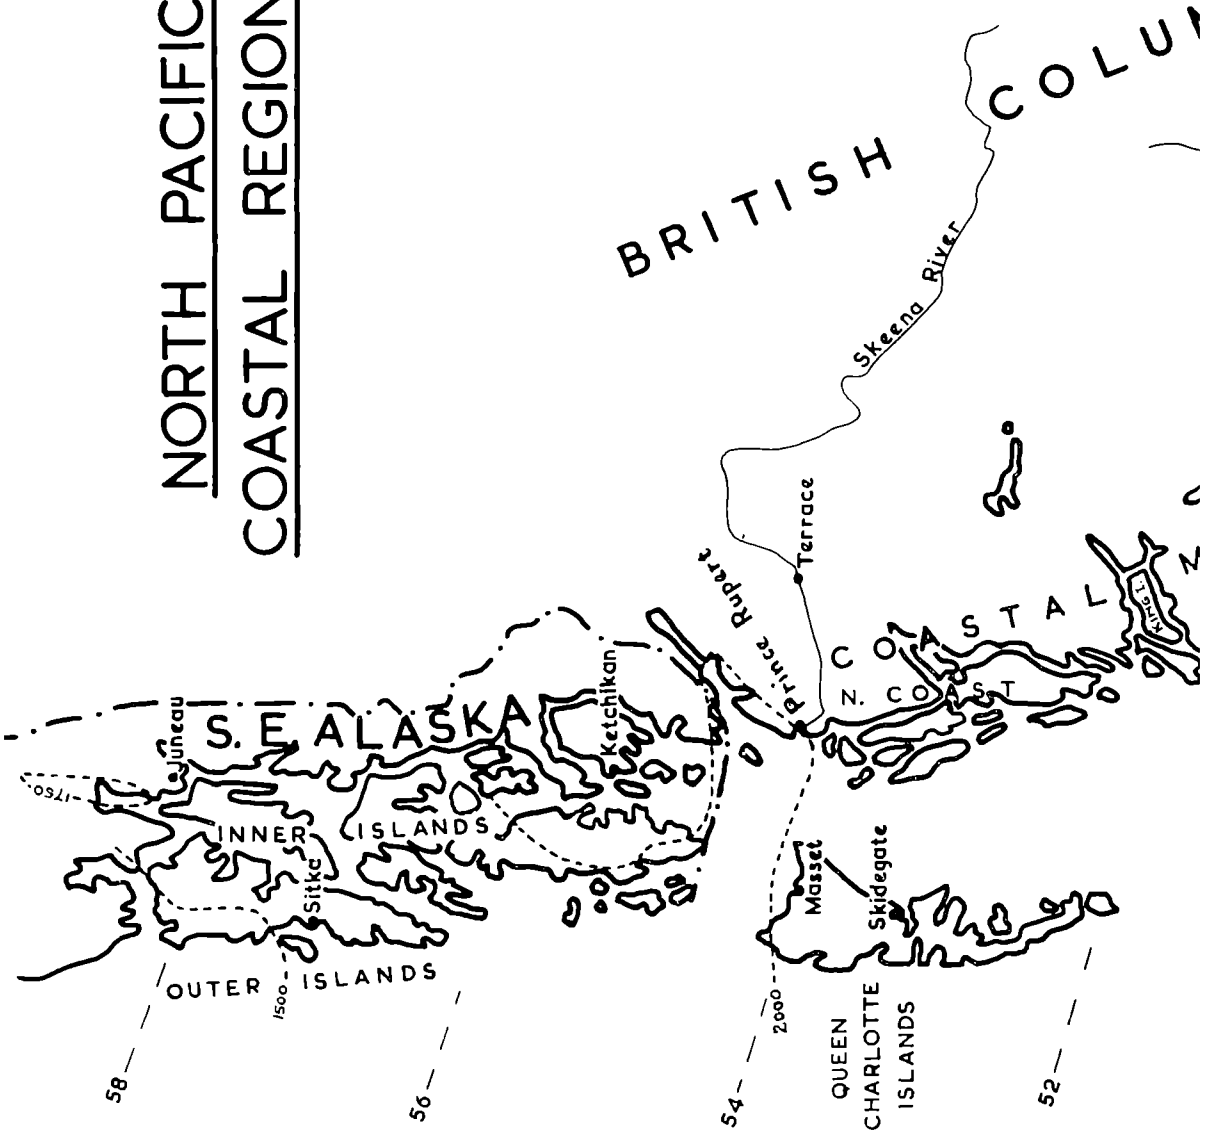 NORTH PACIFIC
COASTAL REGION
BRITISH COLU
Skeena River
Terrace
Prince Rupart
COASTAL M
N. COAST
KING I.
S.E. ALASKA
Juneau
Ketchikan
1750
INNER ISLANDS
Sitka
OUTER ISLANDS
1500
2000
Masset
Skidegate
QUEEN
CHARLOTTE
ISLANDS
58
56
54
52